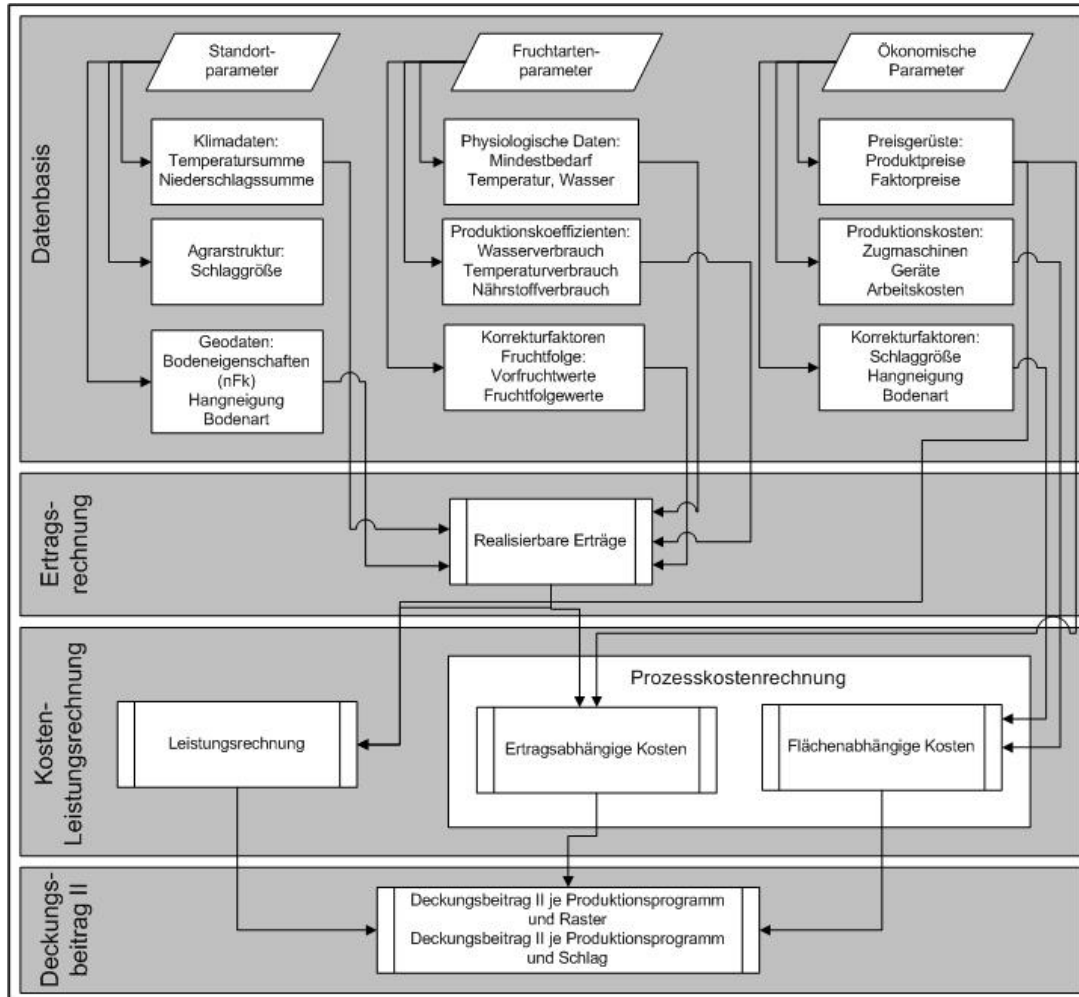 Datenbasis
Standort-
parameter
Fruchtarten-
parameter
Ökonomische
Parameter
Klimadaten:
Temperatursumme
Niederschlagssumme
Physiologische Daten:
Mindestbedarf
Temperatur, Wasser
Preisgerüste:
Produktpreise
Faktorpreise
Agrarstruktur:
Schlaggröße
Produktionskoeffizienten:
Wasserverbrauch
Temperaturverbrauch
Nährstoffverbrauch
Produktionskosten:
Zugmaschinen
Geräte
Arbeitskosten
Geodaten:
Bodeneigenschaften
(nFk)
Hangneigung
Bodenart
Korrekturfaktoren
Fruchtfolge:
Vorfruchtwerte
Fruchtfolgewerte
Korrekturfaktoren:
Schlaggröße
Hangneigung
Bodenart
Ertrags-
rechnung
Realisierbare Erträge
Kosten-
Leistungsrechnung
Prozesskostenrechnung
Leistungsrechnung
Ertragsabhängige Kosten
Flächenabhängige Kosten
Deckungs-
beitrag II
Deckungsbeitrag II je Produktionsprogramm
und Raster
Deckungsbeitrag II je Produktionsprogramm
und Schlag